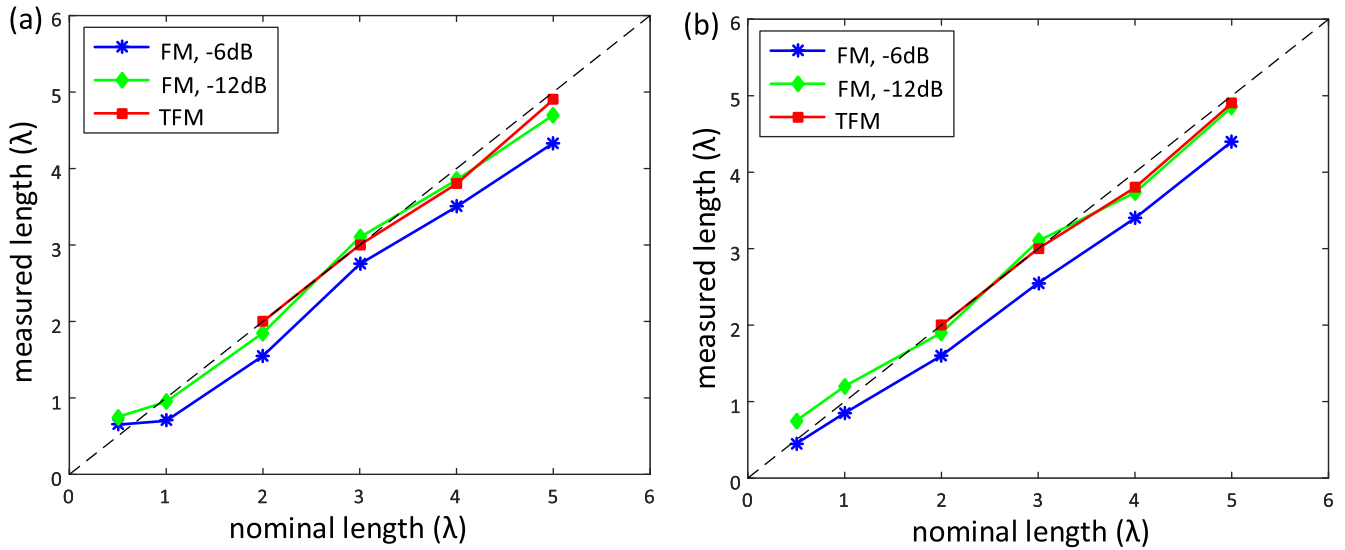 (a)
FM, -6dB
FM, -12dB
TFM
6
5
4
3
2
1
0
measured length (λ)
0 1 2 3 4 5 6
nominal length (λ)
(b)
FM, -6dB
FM, -12dB
TFM
6
5
4
3
2
1
0
measured length (λ)
0 1 2 3 4 5 6
nominal length (λ)